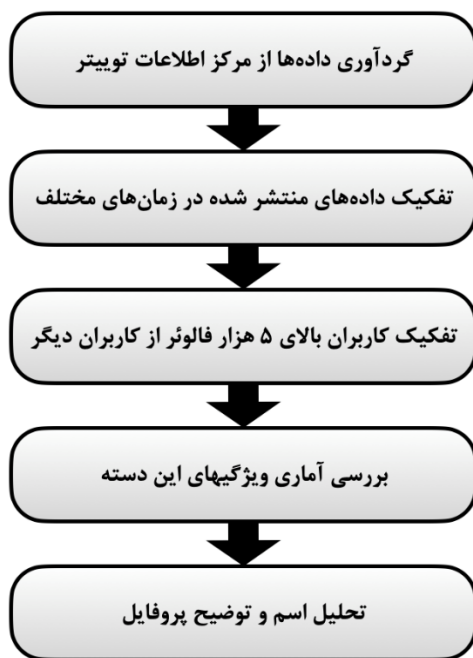 گردآوری داده‌ها از مرکز اطلاعات توییتر
تفکیک داده‌های منتشر شده در زمان‌های مختلف
تفکیک کاربران بالای ۵ هزار فالوئر از کاربران دیگر
بررسی آماری ویژگیهای این دسته
تحلیل اسم و توضیح پروفایل